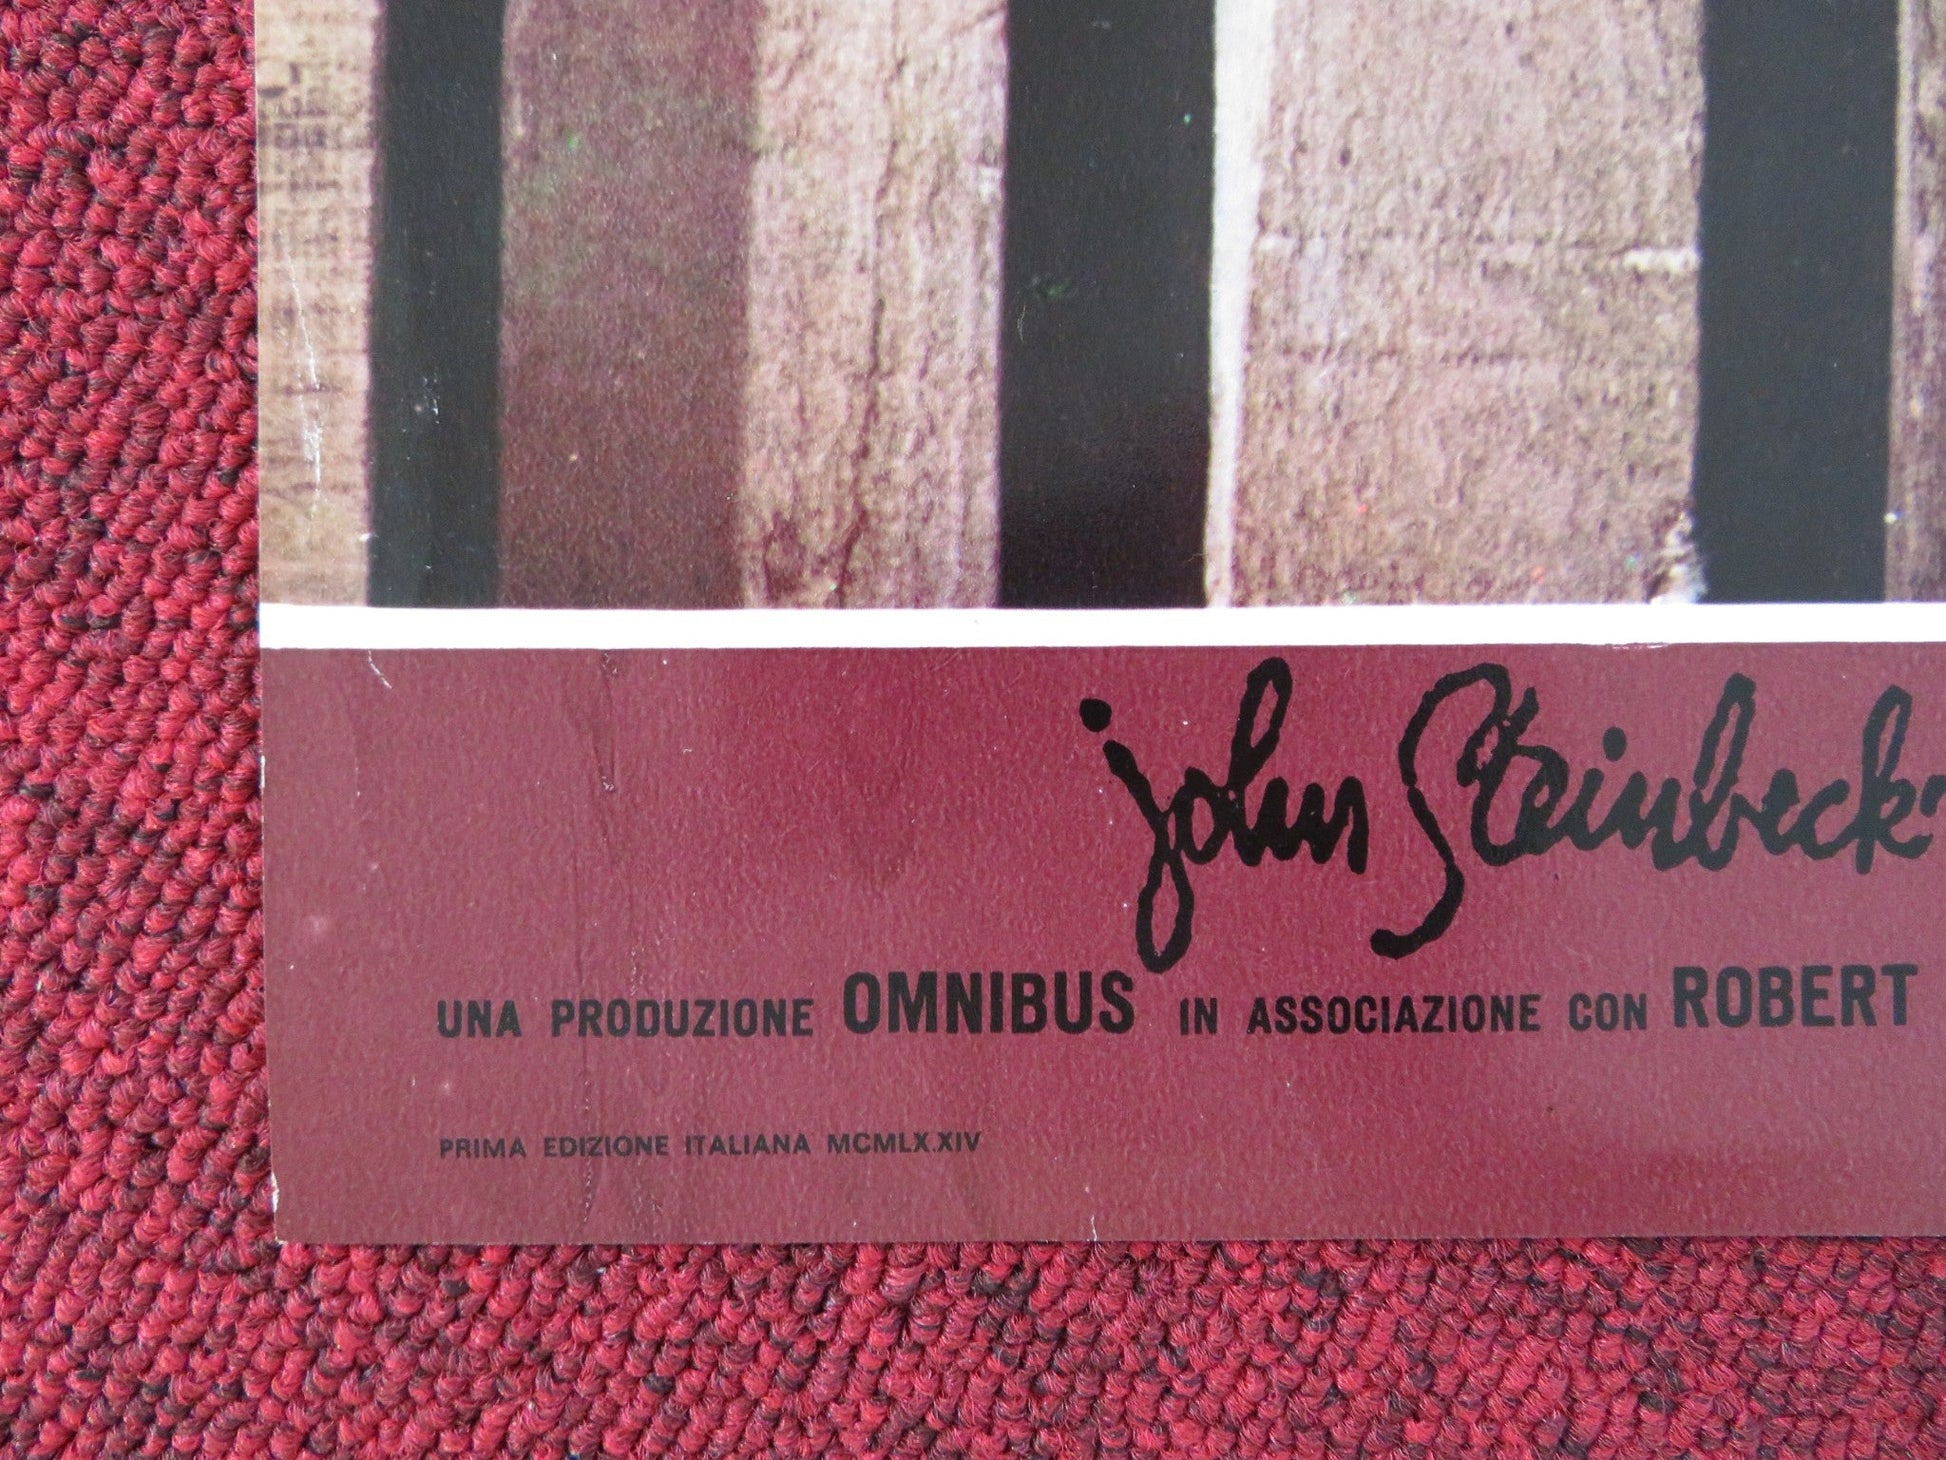 john Steinbeck'
UNA PRODUZIONE OMNIBUS IN ASSOCIAZIONE CON ROBERT
PRIMA EDIZIONE ITALIANA MCMLX.XIV